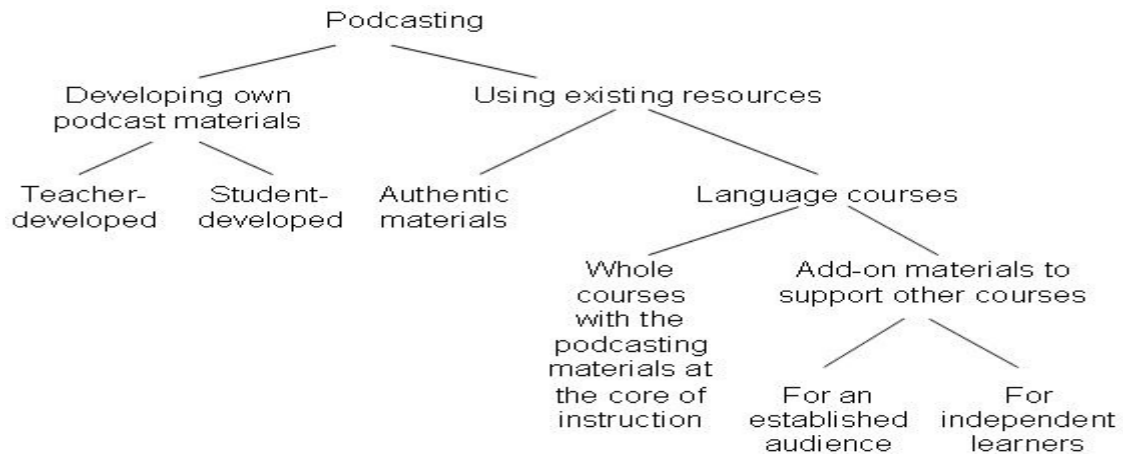 Podcasting
Developing own
podcast materials
Using existing resources
Teacher-
developed
Student-
developed
Authentic
materials
Language courses
Whole
courses
with the
podcasting
materials at
the core of
instruction
Add-on materials to
support other courses
For an
established
audience
For
independent
learners